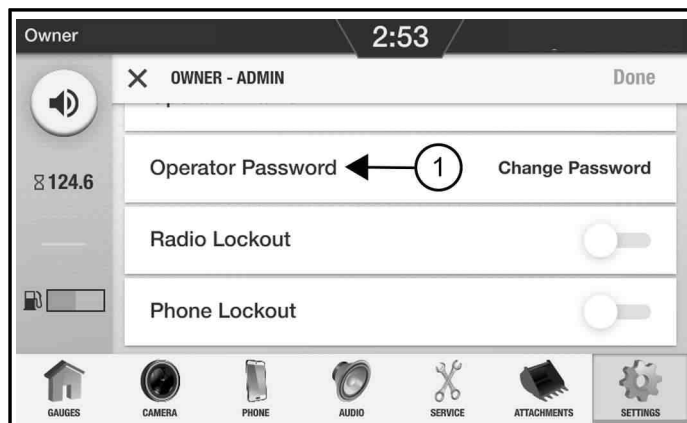 Owner
2:53
OWNER - ADMIN
Done
Operator Password
1
Change Password
124.6
Radio Lockout
Phone Lockout
GAUGES
CAMERA
PHONE
AUDIO
SERVICE
ATTACHMENTS
SETTINGS